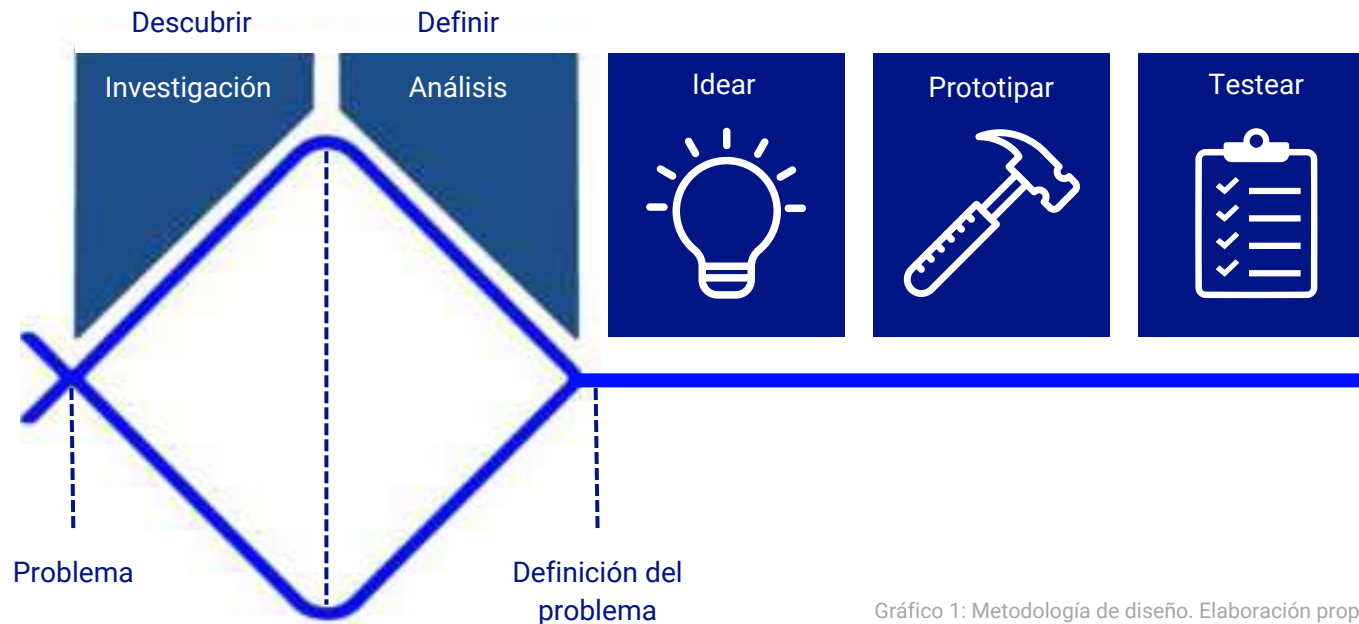 Descubrir
Definir
Investigación
Análisis
Idear
Prototipar
Testear
Problema
Definición del
problema
Gráfico 1: Metodología de diseño. Elaboración prop